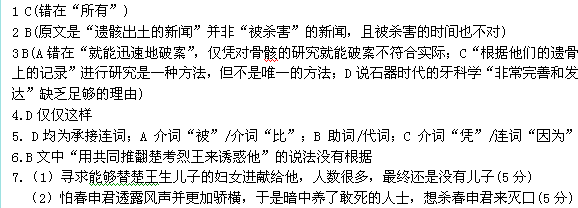 1 C(错在“所有”)
2 B(原文是“遗骸出土的新闻”并非“被杀害”的新闻，且被杀害的时间也不对)
3 B(A 错在“就能迅速地破案”,仅凭对骨骸的研究就能破案不符合实际；C“根据他们的遗骨
上的记录”进行研究是一种方法，但不是唯一的方法；D 说石器时代的牙科学“非常完善和发
达”缺乏足够的理由)
4.D 仅仅这样
5. D 均为承接连词；A 介词“被”/介词“比”；B 助词/代词；C 介词“凭”/连词“因为”
6.B 文中“用共同推翻楚考烈王来诱惑他”的说法没有根据
7.（1）寻求能够替楚王生儿子的妇女进献给他，人数很多，最终还是没有儿子(5 分)
（2）怕春申君透露风声并更加骄横，于是暗中养了敢死的人士，想杀春申君来灭口(5 分)